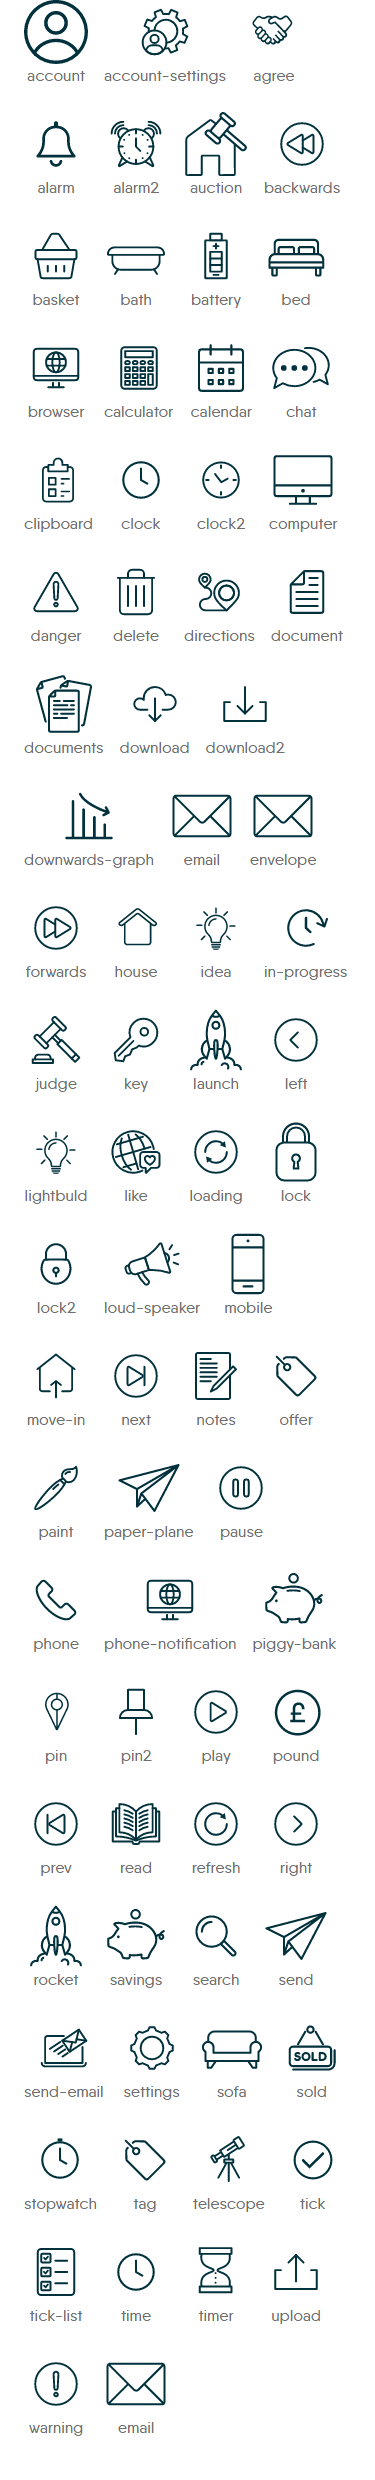 account account-settings agree
alarm alarm2 auction backwards
basket bath battery bed
browser calculator calendar chat
clipboard clock clock2 computer
danger delete directions document
documents download download2
downwards-graph email envelope
forwards house idea in-progress
judge key launch left
lightbuld like loading lock
lock2 loud-speaker mobile
move-in next notes offer
paint paper-plane pause
phone phone-notification piggy-bank
£
pin pin2 play pound
prev read refresh right
rocket savings search send
SOLD
send-email settings sofa sold
stopwatch tag telescope tick
tick-list time timer upload
warning email